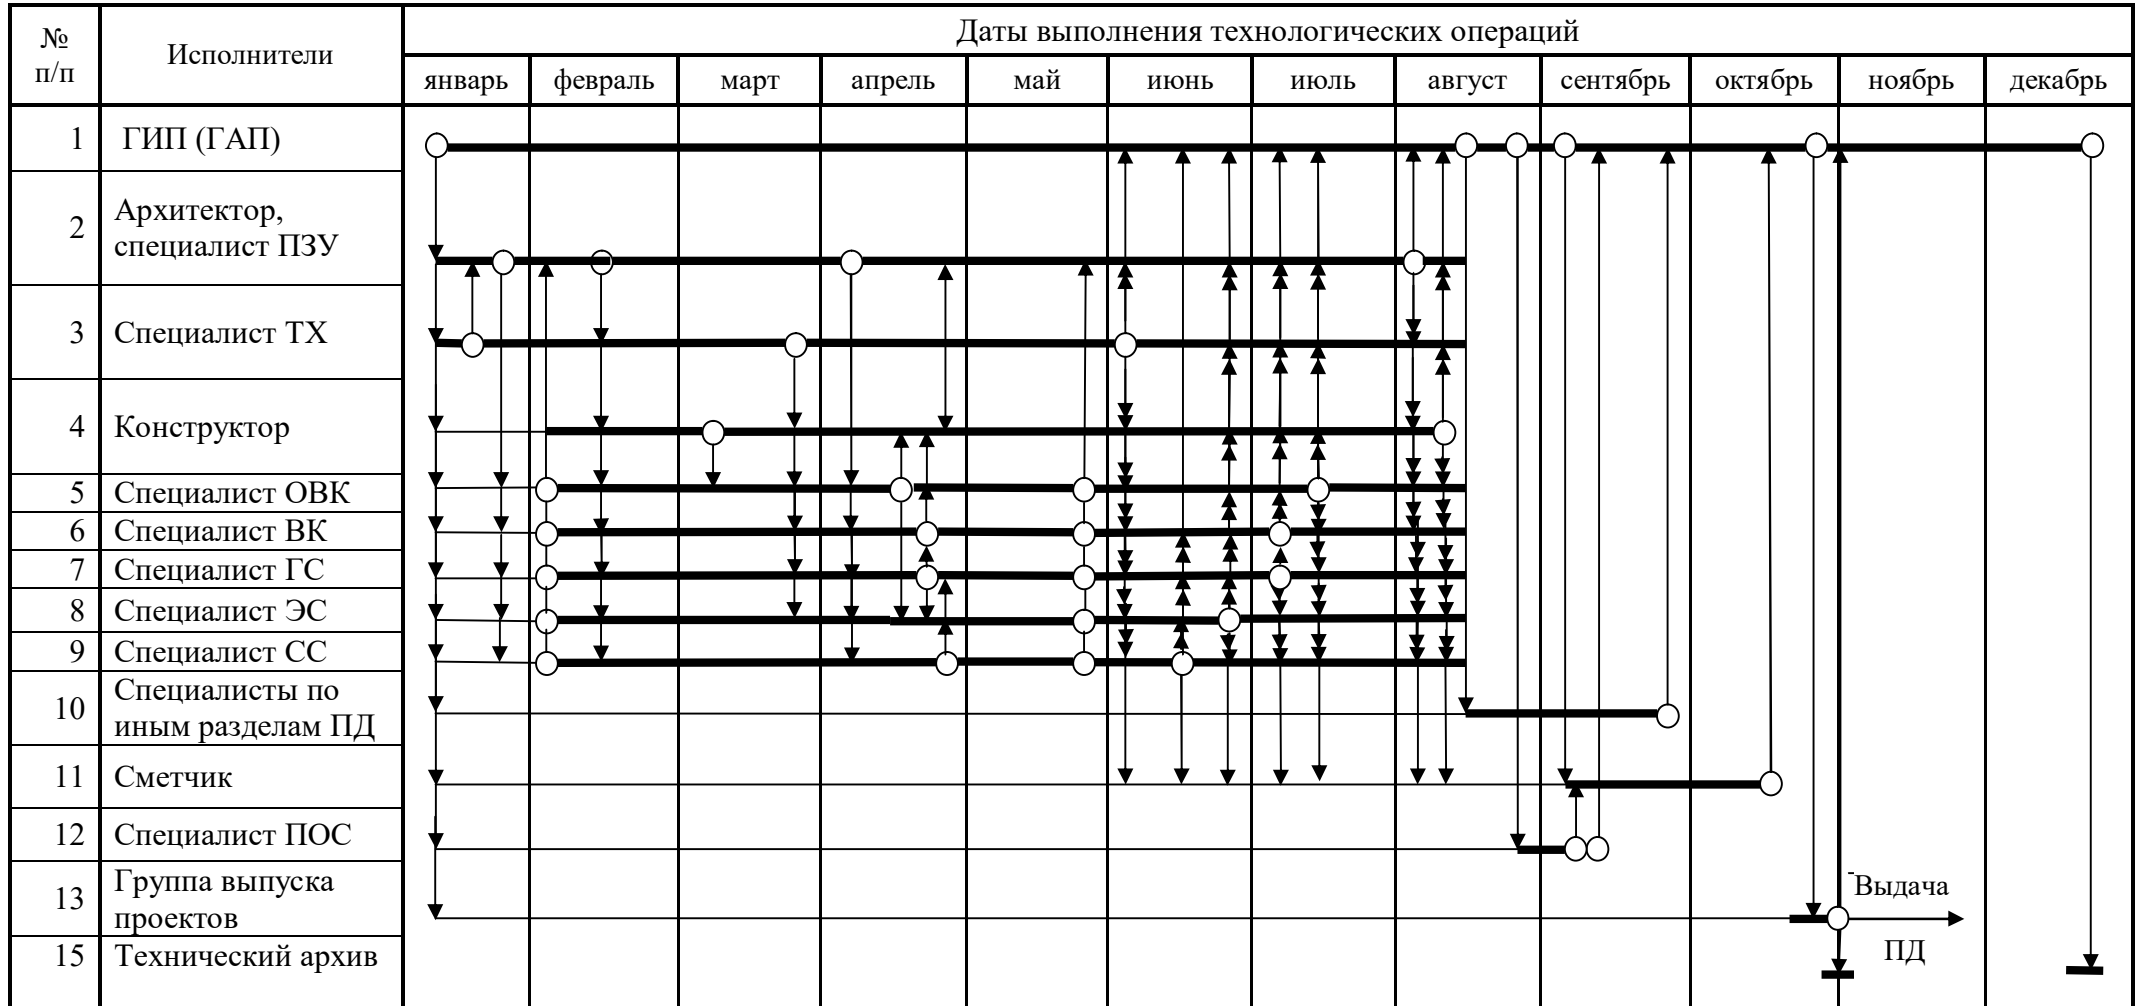 №
п/п
Исполнители
Даты выполнения технологических операций
январь февраль март апрель май июнь июль август сентябрь октябрь ноябрь декабрь
1 ГИП (ГАП)
2 Архитектор,
специалист ПЗУ
3 Специалист ТХ
4 Конструктор
5 Специалист ОВК
6 Специалист ВК
7 Специалист ГС
8 Специалист ЭС
9 Специалист СС
10 Специалисты по
иным разделам ПД
11 Сметчик
12 Специалист ПОС
13 Группа выпуска
проектов
Выдача
ПД
15 Технический архив